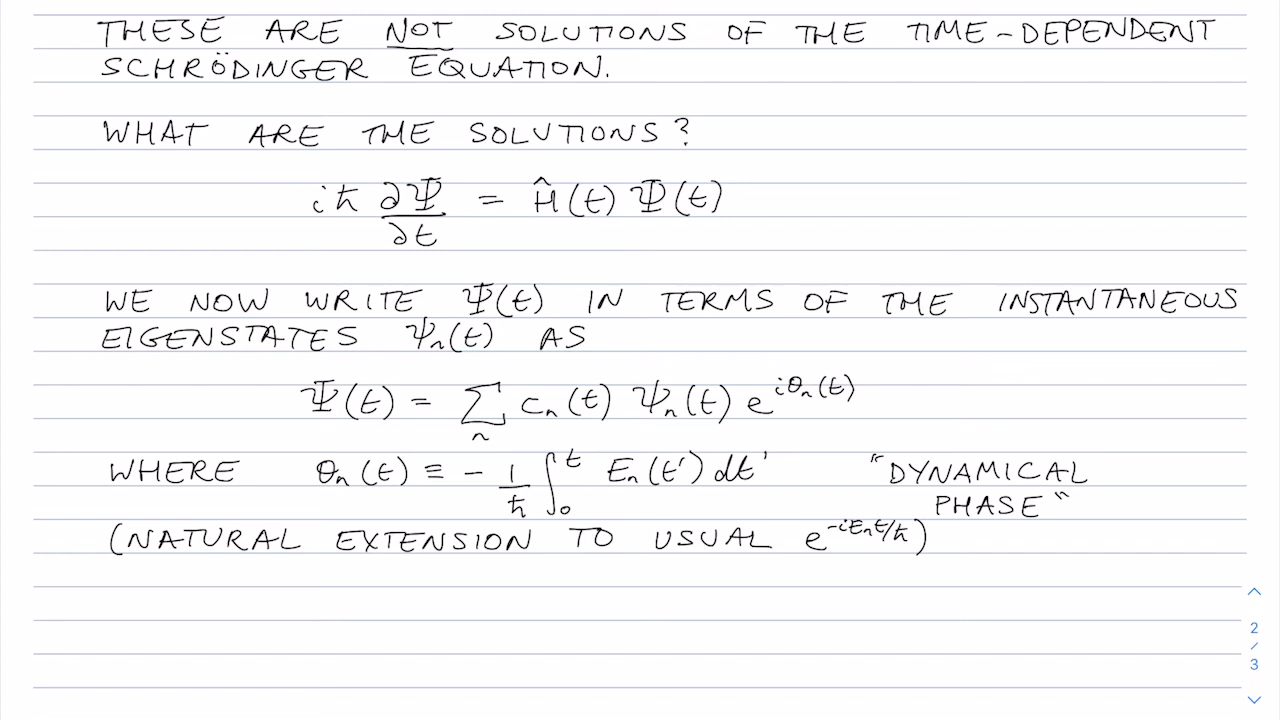 THESE ARE NOT SOLUTIONS OF THE TIME-DEPENDENT
SCHRÖDINGER EQUATION.
WHAT ARE THE SOLUTIONS?
iħ ∂Ψ/∂t = Ĥ(t) Ψ(t)
WE NOW WRITE Ψ(t) IN TERMS OF THE INSTANTANEOUS
EIGENSTATES ψₙ(t) AS
Ψ(t) = Σₙ cₙ(t) ψₙ(t) e^{iθₙ(t)}
WHERE θₙ(t) ≡ -1/ħ ∫₀ᵗ Eₙ(t') dt' "DYNAMICAL
PHASE"
(NATURAL EXTENSION TO USUAL e^{-iEₙt/ħ})
2
/
3